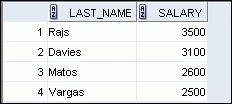 LAST_NAME SALARY
1 Rajs 3500
2 Davies 3100
3 Matos 2600
4 Vargas 2500